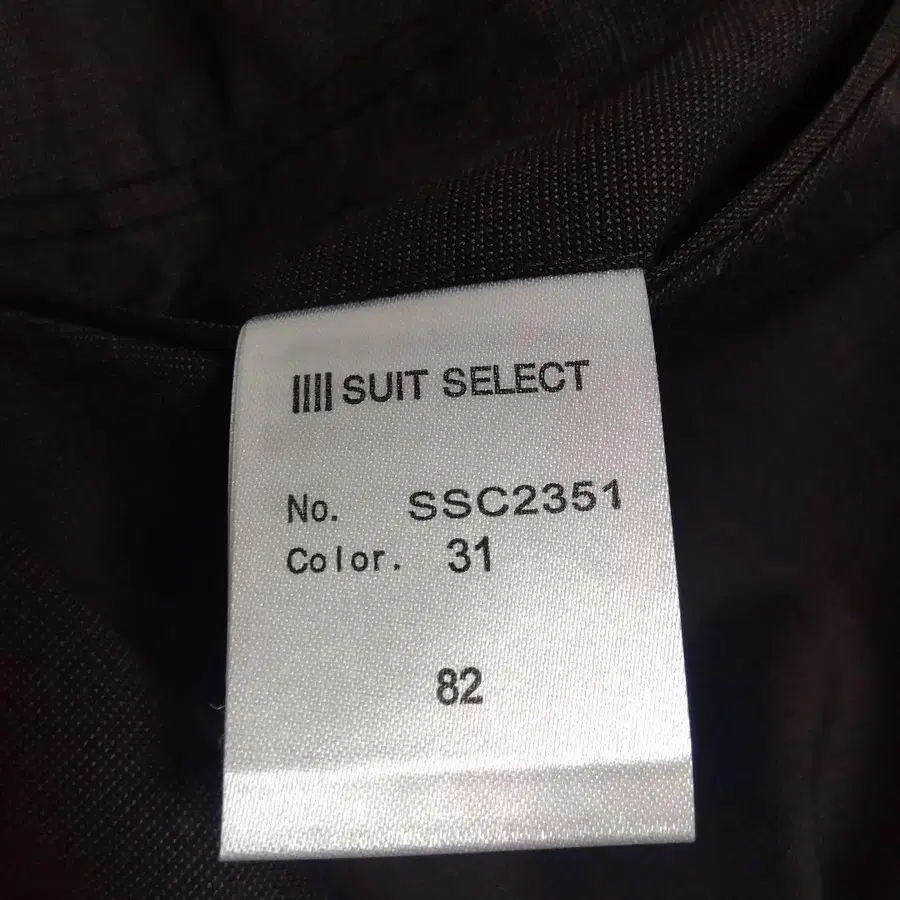 SUIT SELECT
No. SSC2351
Color. 31
82